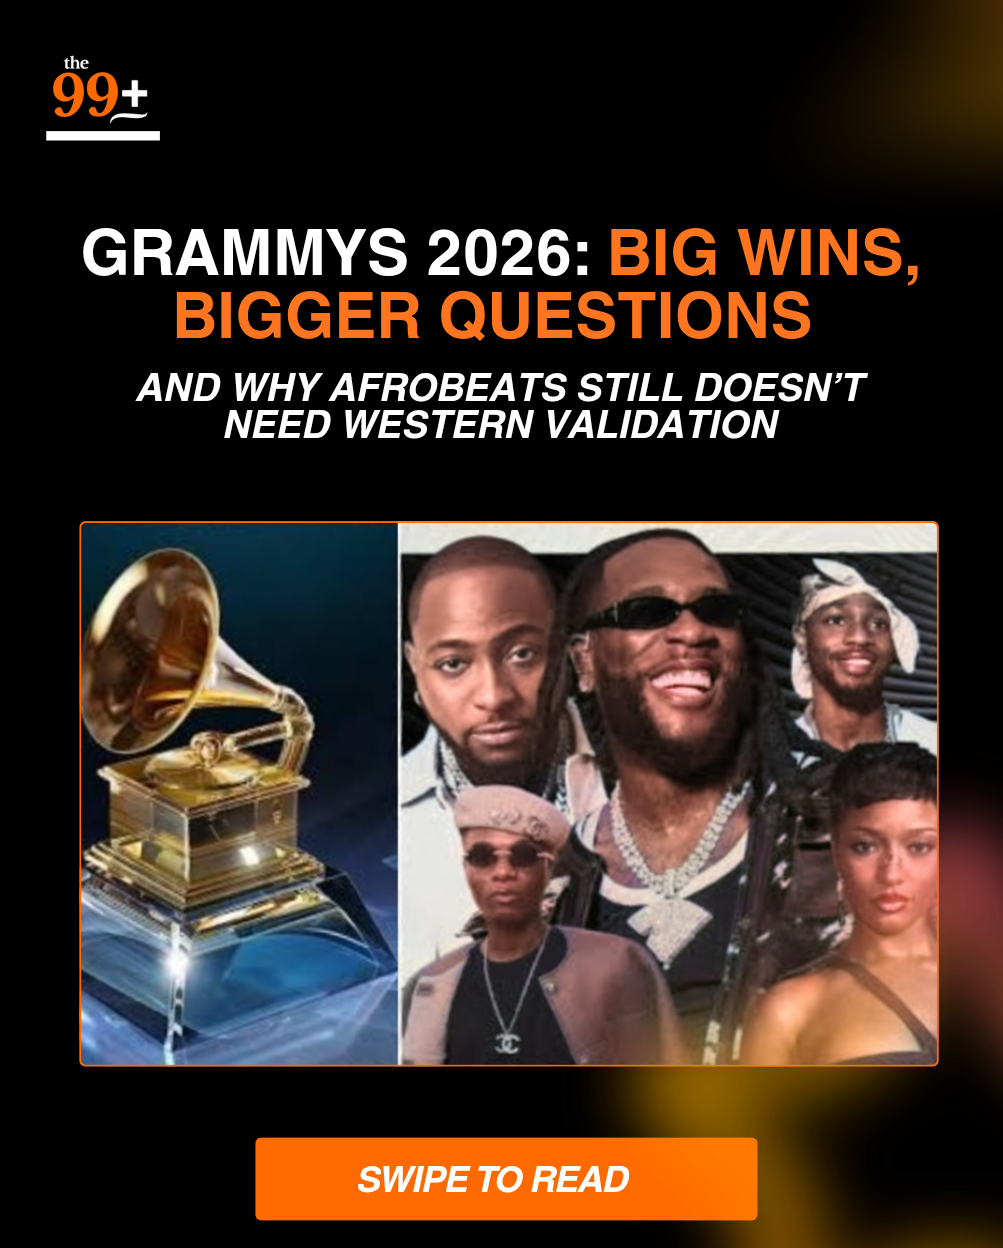 the
99+
GRAMMYS 2026: BIG WINS,
BIGGER QUESTIONS
AND WHY AFROBEATS STILL DOESN’T
NEED WESTERN VALIDATION
SWIPE TO READ